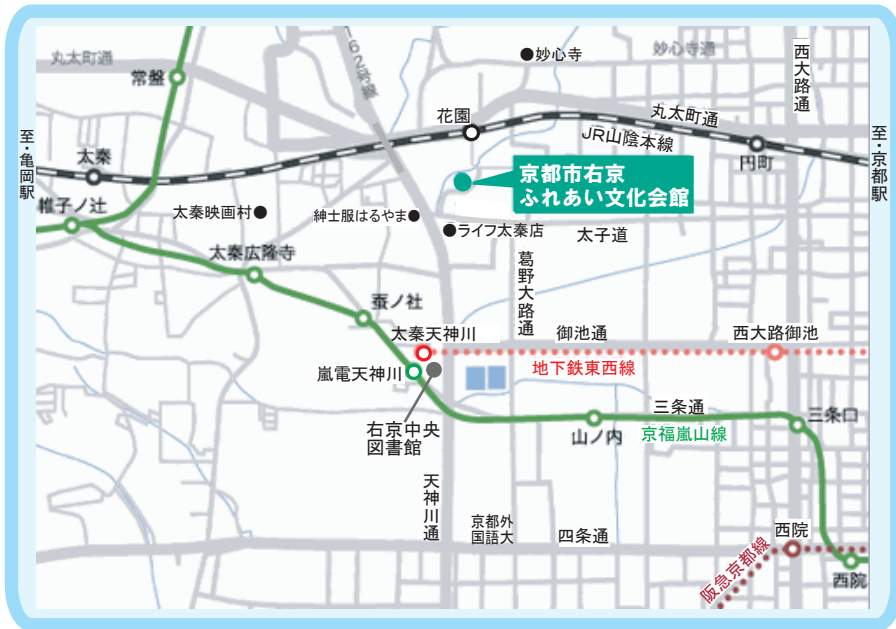 丸太町通
常盤
162号線
●妙心寺
妙心寺通
西大路通
花園
丸太町通
JR山陰本線
円町
至・亀岡駅
至・京都駅
太秦
京都市右京
ふれあい文化会館
帷子ノ辻
太秦映画村●
紳士服はるやま●
●ライフ太秦店
太子道
太秦広隆寺
葛野大路通
蚕ノ社
太秦天神川
御池通
西大路御池
嵐電天神川
地下鉄東西線
右京中央
図書館
三条通
三条口
山ノ内
京福嵐山線
天神川通
京都外
国語大
四条通
西院
阪急京都線
西院